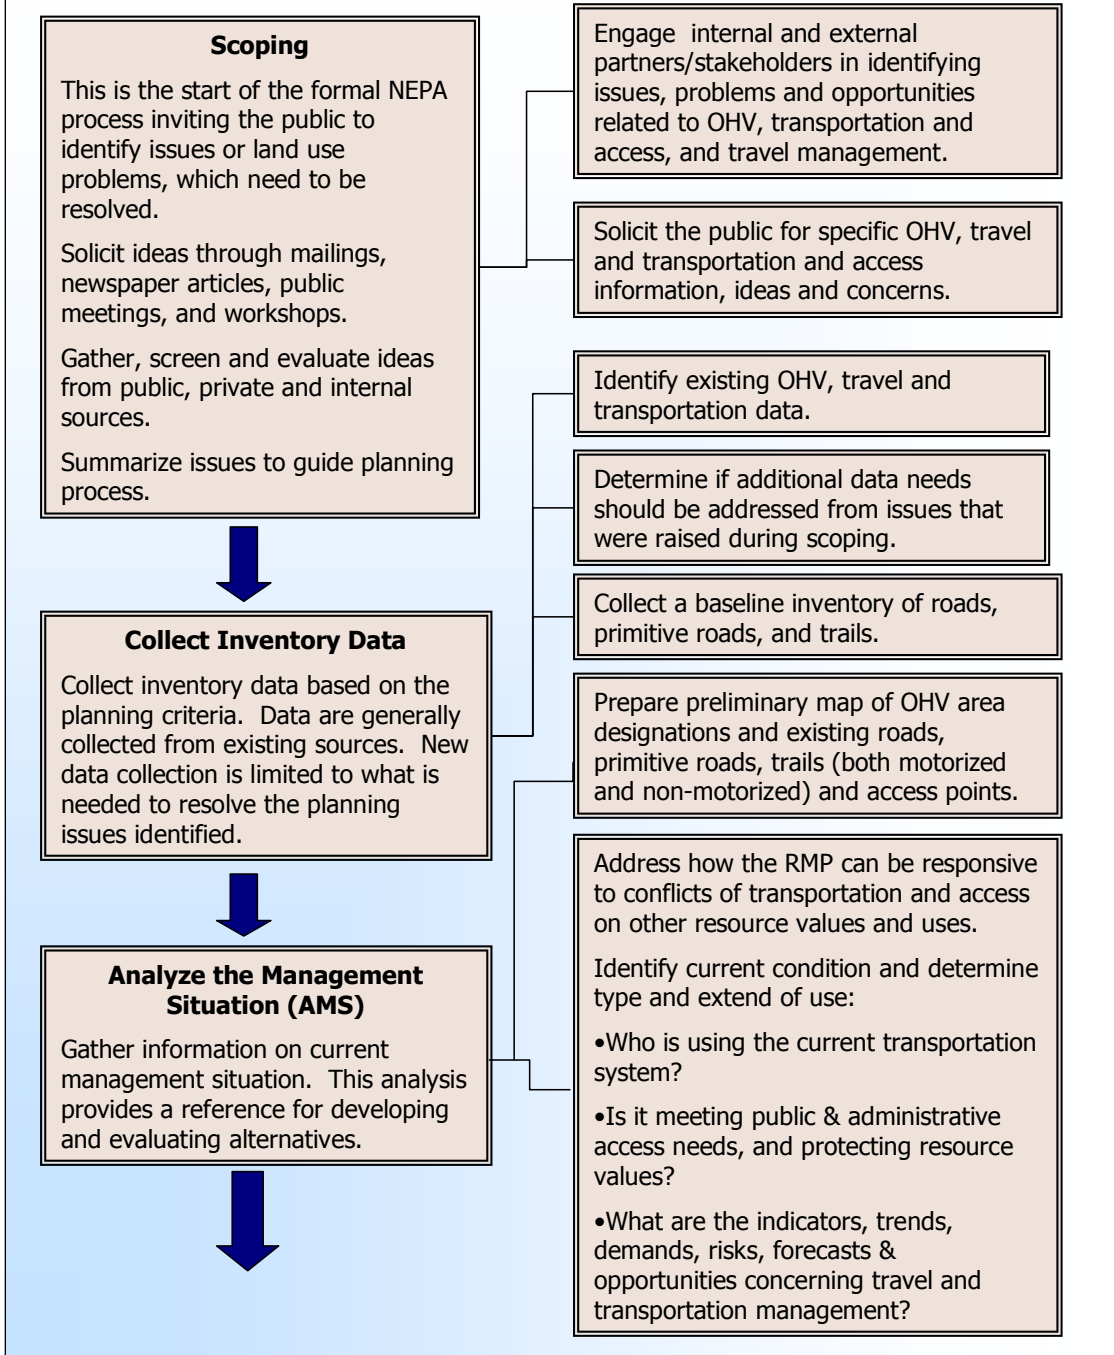 Scoping
This is the start of the formal NEPA
process inviting the public to
identify issues or land use
problems, which need to be
resolved.
Solicit ideas through mailings,
newspaper articles, public
meetings, and workshops.
Gather, screen and evaluate ideas
from public, private and internal
sources.
Summarize issues to guide planning
process.
Engage internal and external
partners/stakeholders in identifying
issues, problems and opportunities
related to OHV, transportation and
access, and travel management.
Solicit the public for specific OHV, travel
and transportation and access
information, ideas and concerns.
Collect Inventory Data
Collect inventory data based on the
planning criteria. Data are generally
collected from existing sources. New
data collection is limited to what is
needed to resolve the planning
issues identified.
Identify existing OHV, travel and
transportation data.
Determine if additional data needs
should be addressed from issues that
were raised during scoping.
Collect a baseline inventory of roads,
primitive roads, and trails.
Analyze the Management
Situation (AMS)
Gather information on current
management situation. This analysis
provides a reference for developing
and evaluating alternatives.
Prepare preliminary map of OHV area
designations and existing roads,
primitive roads, trails (both motorized
and non-motorized) and access points.
Address how the RMP can be responsive
to conflicts of transportation and access
on other resource values and uses.
Identify current condition and determine
type and extend of use:
•Who is using the current transportation
system?
•Is it meeting public & administrative
access needs, and protecting resource
values?
•What are the indicators, trends,
demands, risks, forecasts &
opportunities concerning travel and
transportation management?